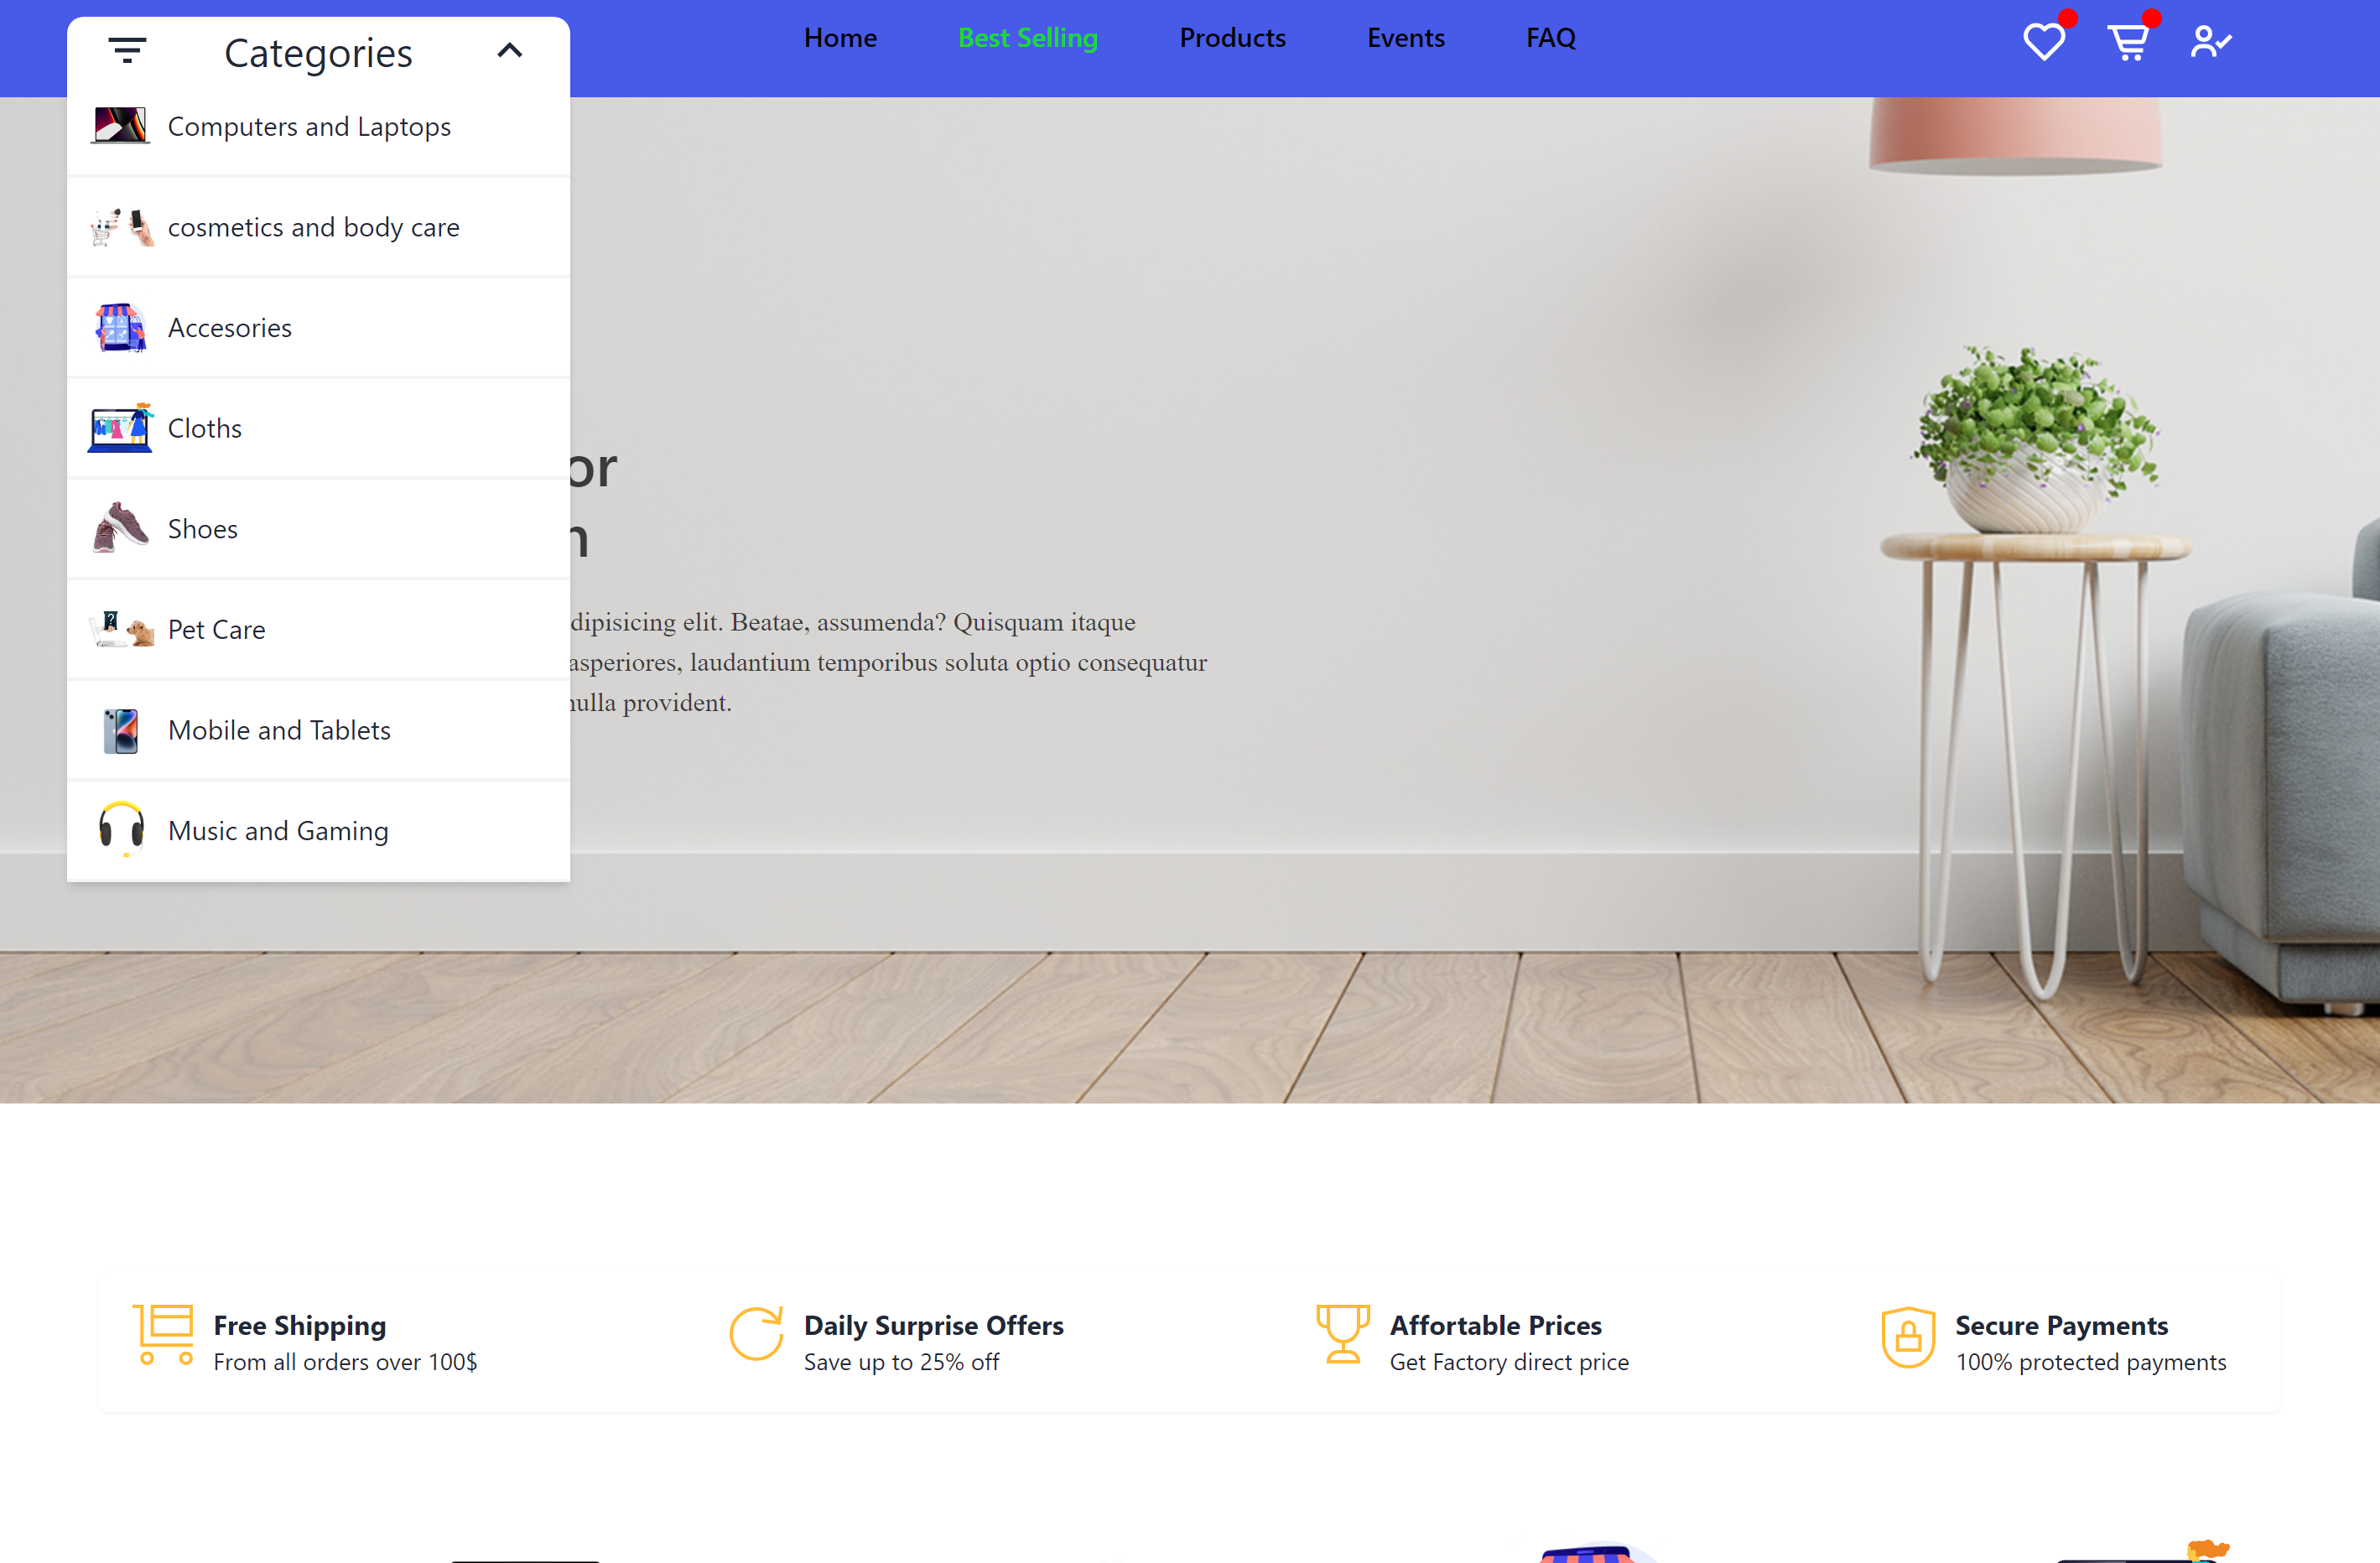 Categories
Home
Best Selling
Products
Events
FAQ
Computers and Laptops
cosmetics and body care
Accesories
Cloths
Shoes
Pet Care
Mobile and Tablets
Music and Gaming
elit. Beatae, assumenda? Quisquam itaque
asperiores, laudantium temporibus soluta optio consequatur
provident.
Free Shipping
From all orders over 100$
Daily Surprise Offers
Save up to 25% off
Affortable Prices
Get Factory direct price
Secure Payments
100% protected payments